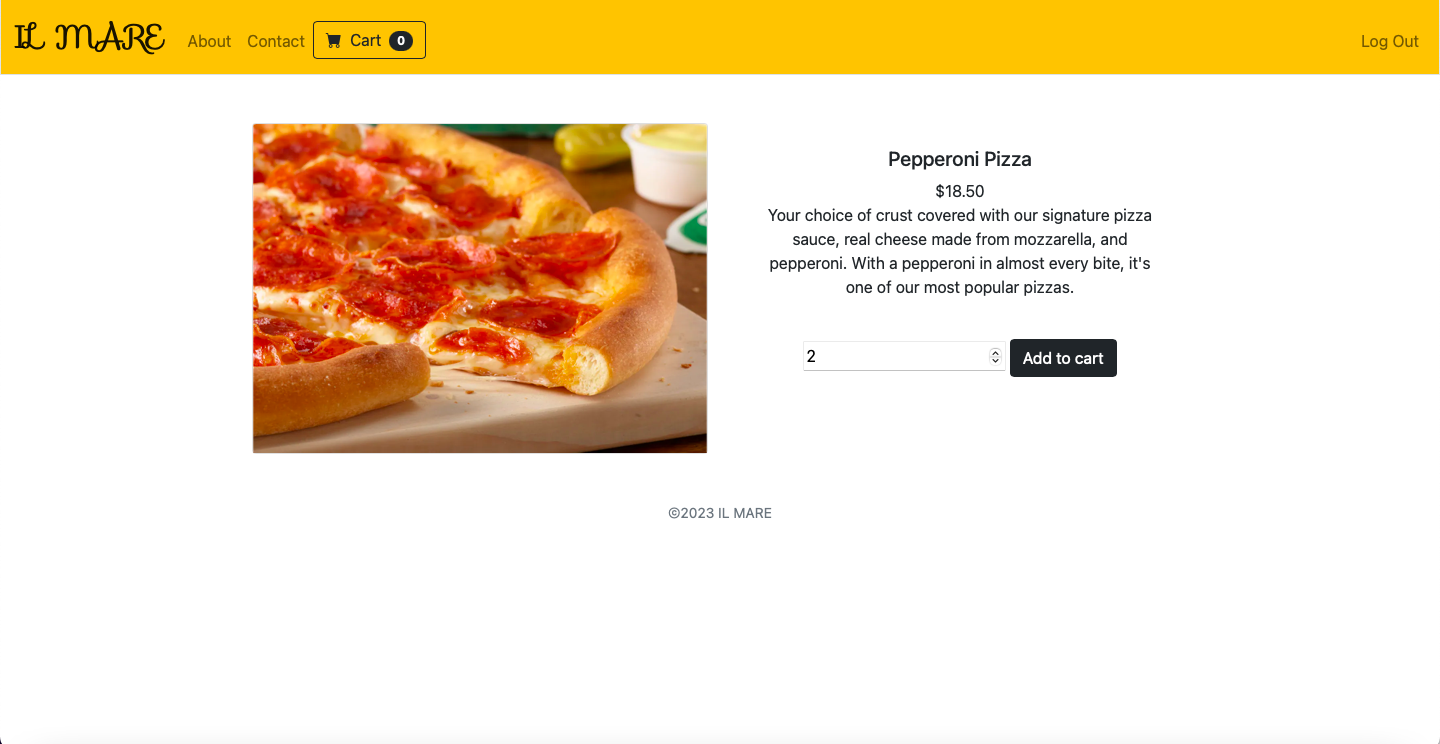 IL MARE
About
Contact
Cart 0
Log Out
Pepperoni Pizza
$18.50
Your choice of crust covered with our signature pizza
sauce, real cheese made from mozzarella, and
pepperoni. With a pepperoni in almost every bite, it's
one of our most popular pizzas.
2
Add to cart
©2023 IL MARE